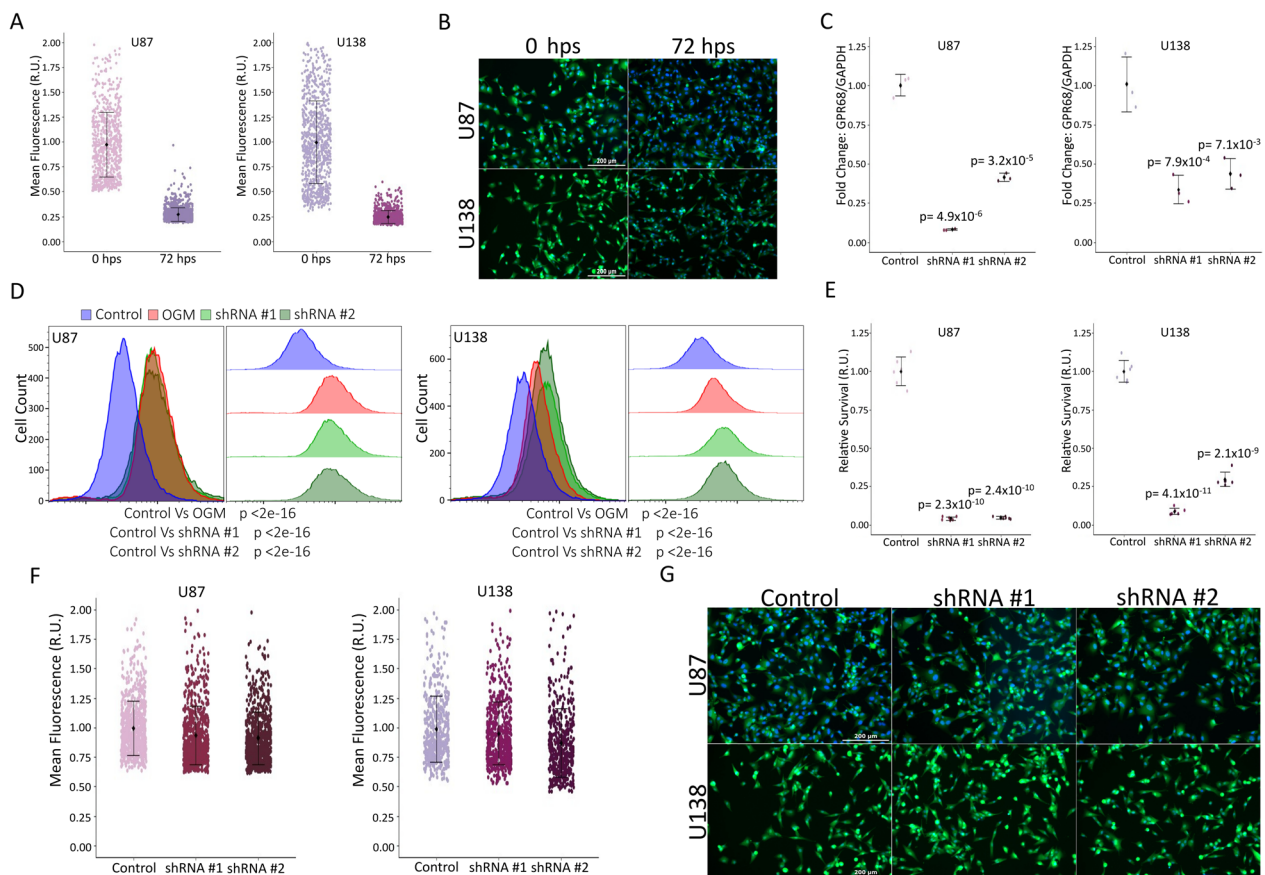 A
U87
U138
Mean Fluorescence (R.U.)
2.00
1.75
1.50
1.25
1.00
0.75
0.50
0.25
0.00
0 hps
72 hps
Mean Fluorescence (R.U.)
2.00
1.75
1.50
1.25
1.00
0.75
0.50
0.25
0.00
0 hps
72 hps
B
0 hps
72 hps
U87
200 µm
U138
200 µm
C
U87
U138
Fold Change: GPR68/GAPDH
1.25
1.00
0.75
0.50
0.25
0.00
p= 4.9x10-6
p= 3.2x10-5
Control
shRNA #1
shRNA #2
Fold Change: GPR68/GAPDH
1.25
1.00
0.75
0.50
0.25
0.00
p= 7.9x10-4
p= 7.1x10-3
Control
shRNA #1
shRNA #2
D
Control
OGM
shRNA #1
shRNA #2
U87
Cell Count
500
400
300
200
100
0
Control Vs OGM p <2e-16
Control Vs shRNA #1 p <2e-16
Control Vs shRNA #2 p <2e-16
U138
Cell Count
600
400
200
0
Control Vs OGM p <2e-16
Control Vs shRNA #1 p <2e-16
Control Vs shRNA #2 p <2e-16
E
U87
U138
Relative Survival (R.U.)
1.25
1.00
0.75
0.50
0.25
0.00
p= 2.3x10-10
p= 2.4x10-10
Control
shRNA #1
shRNA #2
Relative Survival (R.U.)
1.25
1.00
0.75
0.50
0.25
0.00
p= 4.1x10-11
p= 2.1x10-9
Control
shRNA #1
shRNA #2
F
U87
U138
Mean Fluorescence (R.U.)
2.00
1.75
1.50
1.25
1.00
0.75
0.50
0.25
0.00
Control
shRNA #1
shRNA #2
Mean Fluorescence (R.U.)
2.00
1.75
1.50
1.25
1.00
0.75
0.50
0.25
0.00
Control
shRNA #1
shRNA #2
G
Control
shRNA #1
shRNA #2
U87
200 µm
U138
200 µm